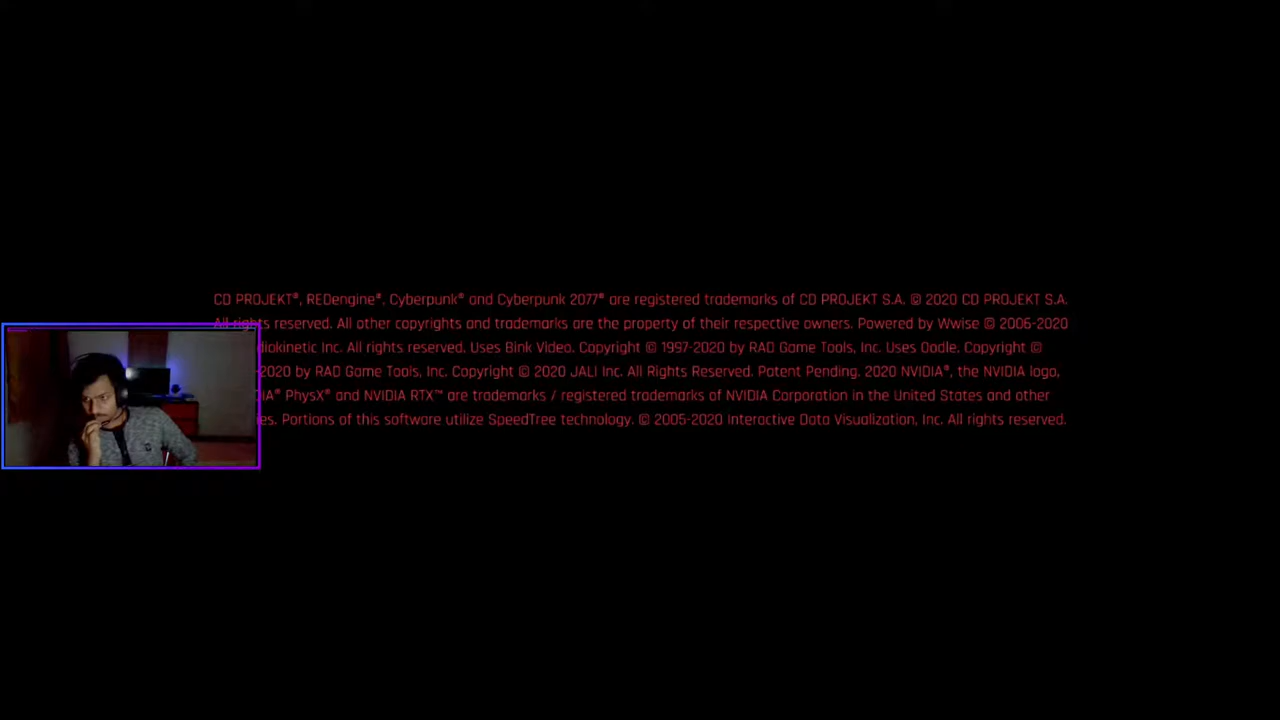 CD PROJEKT®, REDengine®, Cyberpunk® and Cyberpunk 2077® are registered trademarks of CD PROJEKT S.A. © 2020 CD PROJEKT S.A.
All rights reserved. All other copyrights and trademarks are the property of their respective owners. Powered by Wwise © 2006-2020
Inc. All rights reserved. Uses Bink Video. Copyright © 1997-2020 by RAD Game Tools, Inc. Uses Oodle. Copyright ©
2020 by RAD Game Tools, Inc. Copyright © 2020 JALI Inc. All Rights Reserved. Patent Pending. 2020 NVIDIA®, the NVIDIA logo,
PhysX® and NVIDIA RTX™ are trademarks / registered trademarks of NVIDIA Corporation in the United States and other
Portions of this software utilize SpeedTree technology. © 2005-2020 Interactive Data Visualization, Inc. All rights reserved.